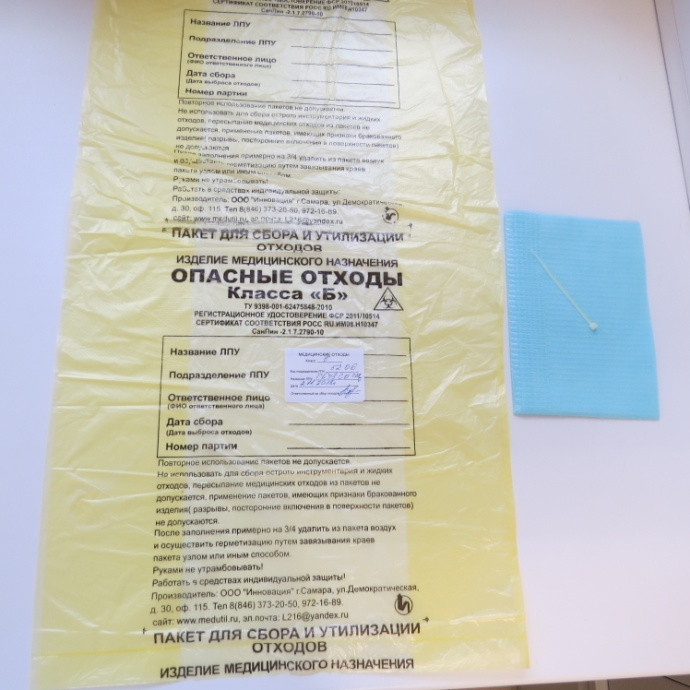 СЕРТИФИКАТ СООТВЕТСТВИЯ РОСС RU.ИМ08.Н10347
СанПин -2.1.7.2790-10
Название ЛПУ
Подразделение ЛПУ
Ответственное лицо
(ФИО ответственного лица)
Дата сбора
(Дата выброса отходов)
Номер партии
Повторное использование пакетов не допускается.
Не использовать для сбора острого инструментария и жидких
отходов, пересыпание медицинских отходов из пакетов не
допускается, применение пакетов, имеющих признаки бракованного
изделия( разрывы, посторонние включения в поверхности пакетов)
не допускаются.
После заполнения примерно на 3/4 удалить из пакета воздух
и осуществить герметизацию путем завязывания краев
пакета узлом или иным способом.
Руками не утрамбовывать!
Работать в средствах индивидуальной защиты!
Производитель: ООО "Инновация" г.Самара, ул.Демократическая,
д. 30, оф. 115. Тел 8(846) 373-20-50, 972-16-89.
сайт: www.medutil.ru, эл.почта: L216@yandex.ru
ПАКЕТ ДЛЯ СБОРА И УТИЛИЗАЦИИ
ОТХОДОВ
ИЗДЕЛИЕ МЕДИЦИНСКОГО НАЗНАЧЕНИЯ
ОПАСНЫЕ ОТХОДЫ
Класса «Б»
ТУ 9398-001-62475848-2010
РЕГИСТРАЦИОННОЕ УДОСТОВЕРЕНИЕ ФСР 2011/10514
СЕРТИФИКАТ СООТВЕТСТВИЯ РОСС RU.ИМ08.Н10347
СанПин -2.1.7.2790-10
Название ЛПУ
МЕДИЦИНСКИЕ ОТХОДЫ
Подразделение ЛПУ
Ответственное лицо
(ФИО ответственного лица)
Дата сбора
(Дата выброса отходов)
Номер партии
Повторное использование пакетов не допускается.
Не использовать для сбора острого инструментария и жидких
отходов, пересыпание медицинских отходов из пакетов не
допускается, применение пакетов, имеющих признаки бракованного
изделия( разрывы, посторонние включения в поверхности пакетов)
не допускаются.
После заполнения примерно на 3/4 удалить из пакета воздух
и осуществить герметизацию путем завязывания краев
пакета узлом или иным способом.
Руками не утрамбовывать!
Работать в средствах индивидуальной защиты!
Производитель: ООО "Инновация" г.Самара, ул.Демократическая,
д. 30, оф. 115. Тел 8(846) 373-20-50, 972-16-89.
сайт: www.medutil.ru, эл.почта: L216@yandex.ru
ПАКЕТ ДЛЯ СБОРА И УТИЛИЗАЦИИ
ОТХОДОВ
ИЗДЕЛИЕ МЕДИЦИНСКОГО НАЗНАЧЕНИЯ